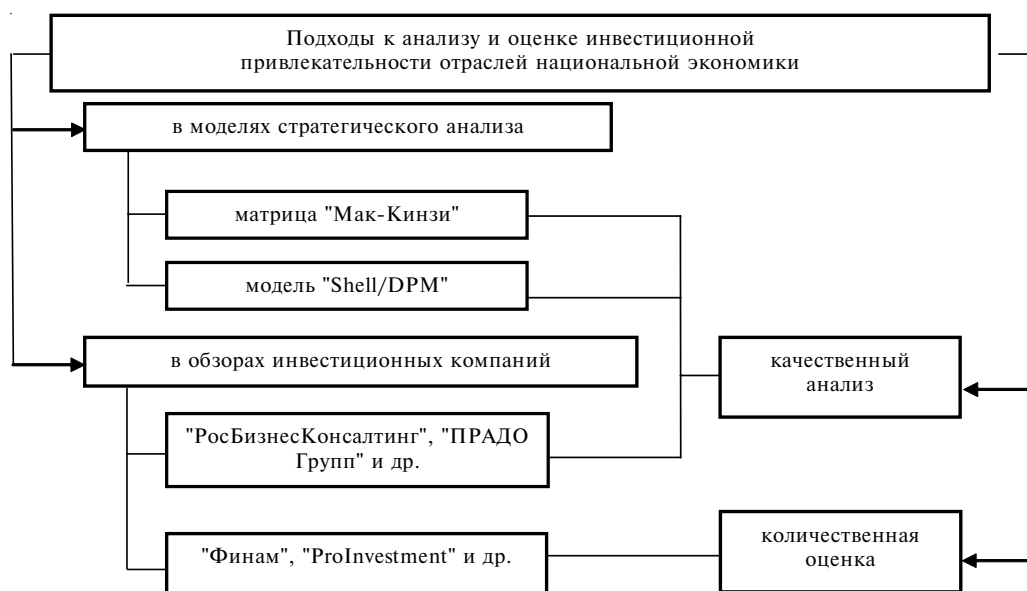 Подходы к анализу и оценке инвестиционной
привлекательности отраслей национальной экономики
в моделях стратегического анализа
матрица "Мак-Кинзи"
модель "Shell/DPM"
в обзорах инвестиционных компаний
качественный
анализ
"РосБизнесКонсалтинг", "ПРАДО
Групп" и др.
количественная
оценка
"Финам", "ProInvestment" и др.